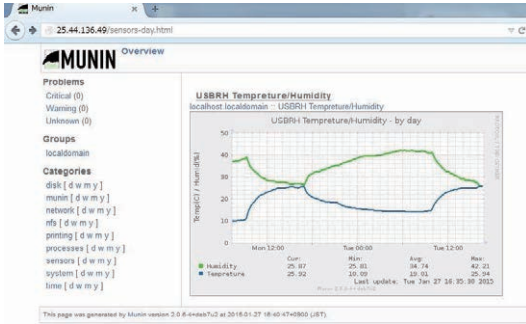 Munin
25.44.136.49/sensors-day.html
MUNIN Overview
Problems
Critical (0)
Warning (0)
Unknown (0)
Groups
localdomain
Categories
disk [ d w m y ]
munin [ d w m y ]
network [ d w m y ]
nfs [ d w m y ]
printing [ d w m y ]
processes [ d w m y ]
sensors [ d w m y ]
system [ d w m y ]
time [ d w m y ]
USBRH Tempreture/Humidity
localhost.localdomain :: USBRH Tempreture/Humidity
USBRH Tempreture/Humidity - by day
Temp[C] / Humid[%]
50
40
30
20
10
0
Mon 12:00 Tue 00:00 Tue 12:00
Cur: Min: Avg: Max:
Humidity 25.87 25.81 34.74 42.21
Tempreture 25.92 10.09 19.01 25.94
Last update: Tue Jan 27 16:35:30 2015
This page was generated by Munin version 2.0.6-4+deb7u2 at 2015-01-27 16:40:47+0900 (JST).